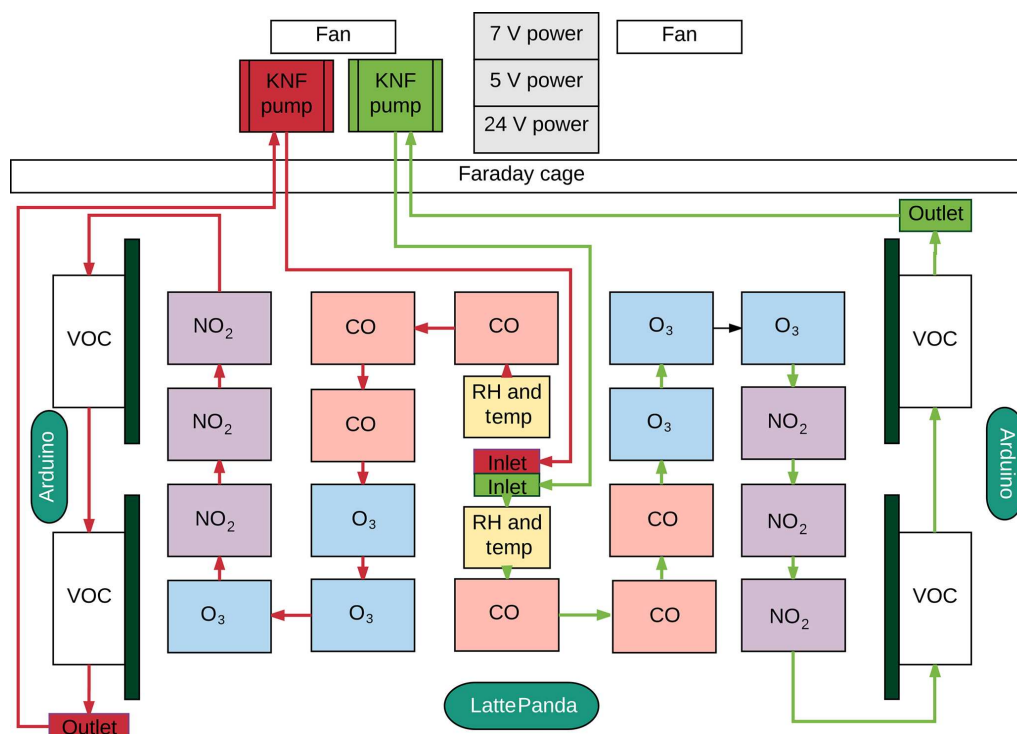 Fan
7 V power
Fan
KNF
pump
KNF
pump
5 V power
24 V power
Faraday cage
Outlet
VOC
NO₂
CO
CO
O₃
O₃
VOC
RH and
temp
NO₂
CO
O₃
NO₂
Arduino
Arduino
Inlet
Inlet
NO₂
O₃
RH and
temp
CO
NO₂
VOC
O₃
O₃
CO
CO
NO₂
VOC
LattePanda
Outlet